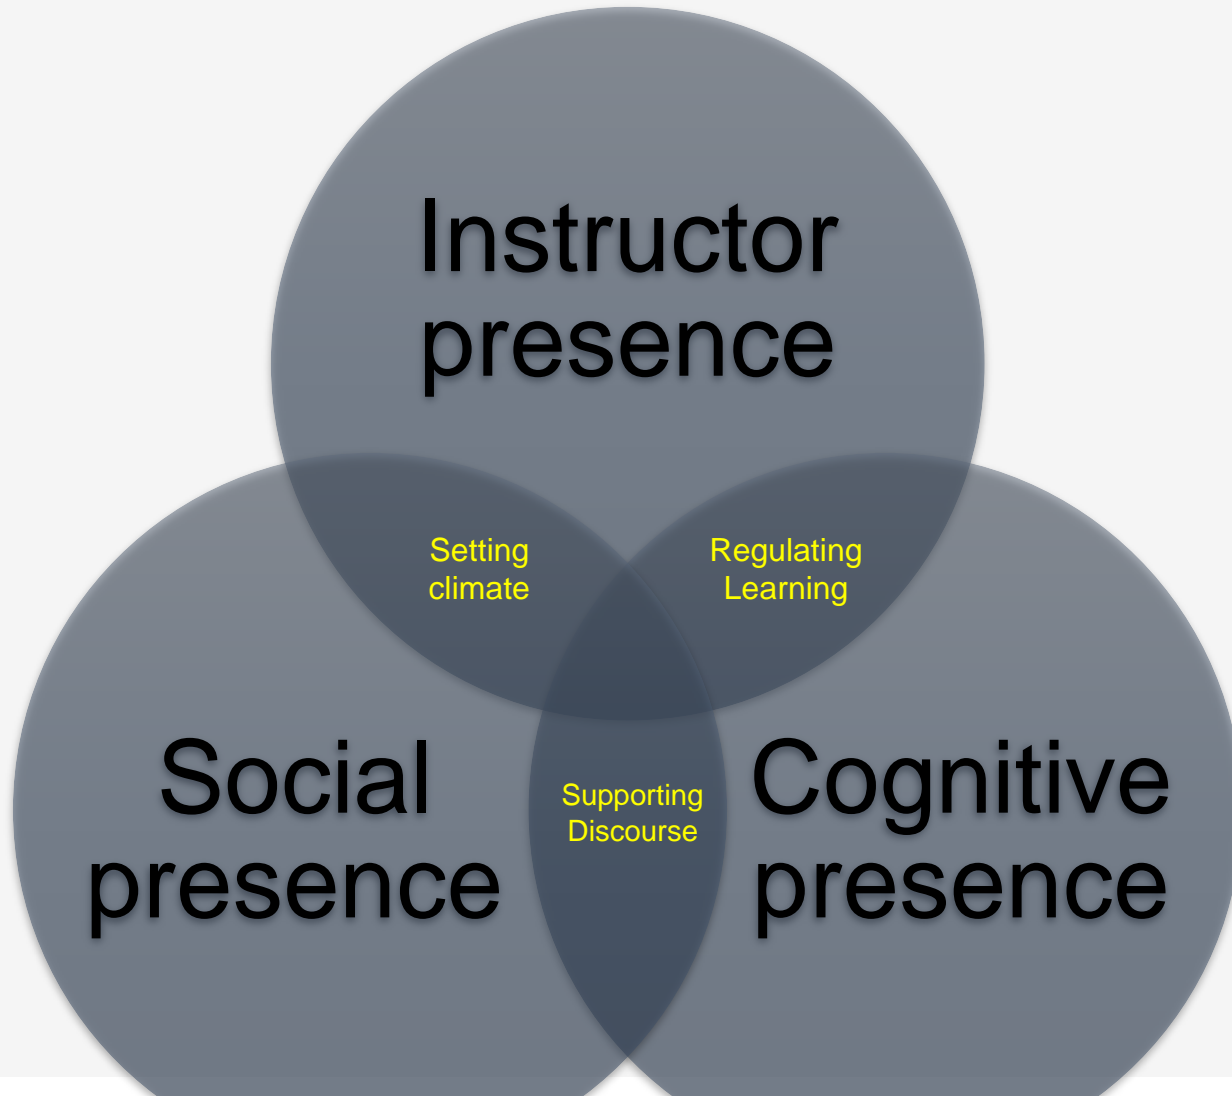 Instructor
presence
Setting
climate
Regulating
Learning
Social
presence
Supporting
Discourse
Cognitive
presence